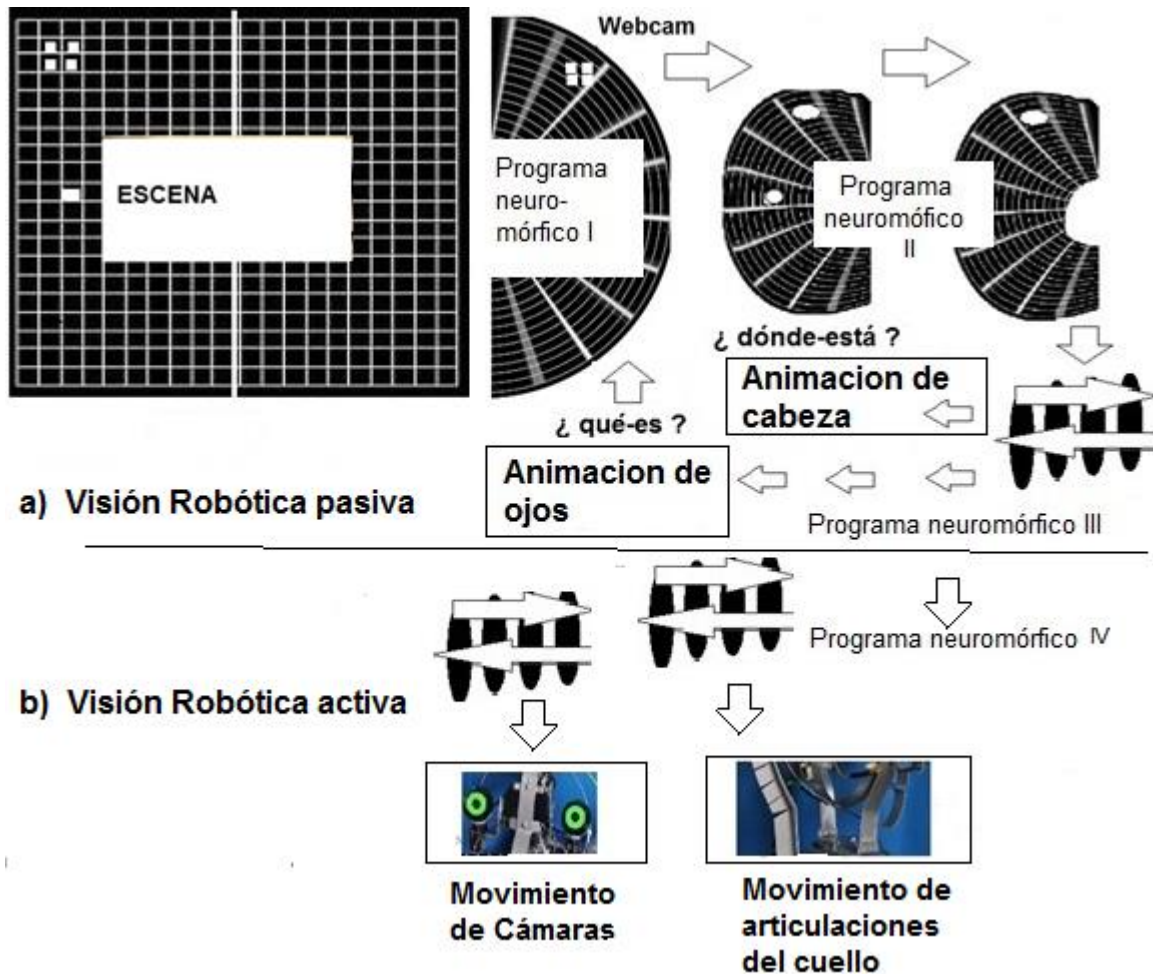 Webcam
ESCENA
Programa
neuro-
mórfico I
Programa
neuromófico
II
¿ dónde-está ?
Animacion de
cabeza
¿ qué-es ?
Animacion de
ojos
a) Visión Robótica pasiva
Programa neuromórfico III
Programa neuromórfico IV
b) Visión Robótica activa
Movimiento
de Cámaras
Movimiento de
articulaciones
del cuello